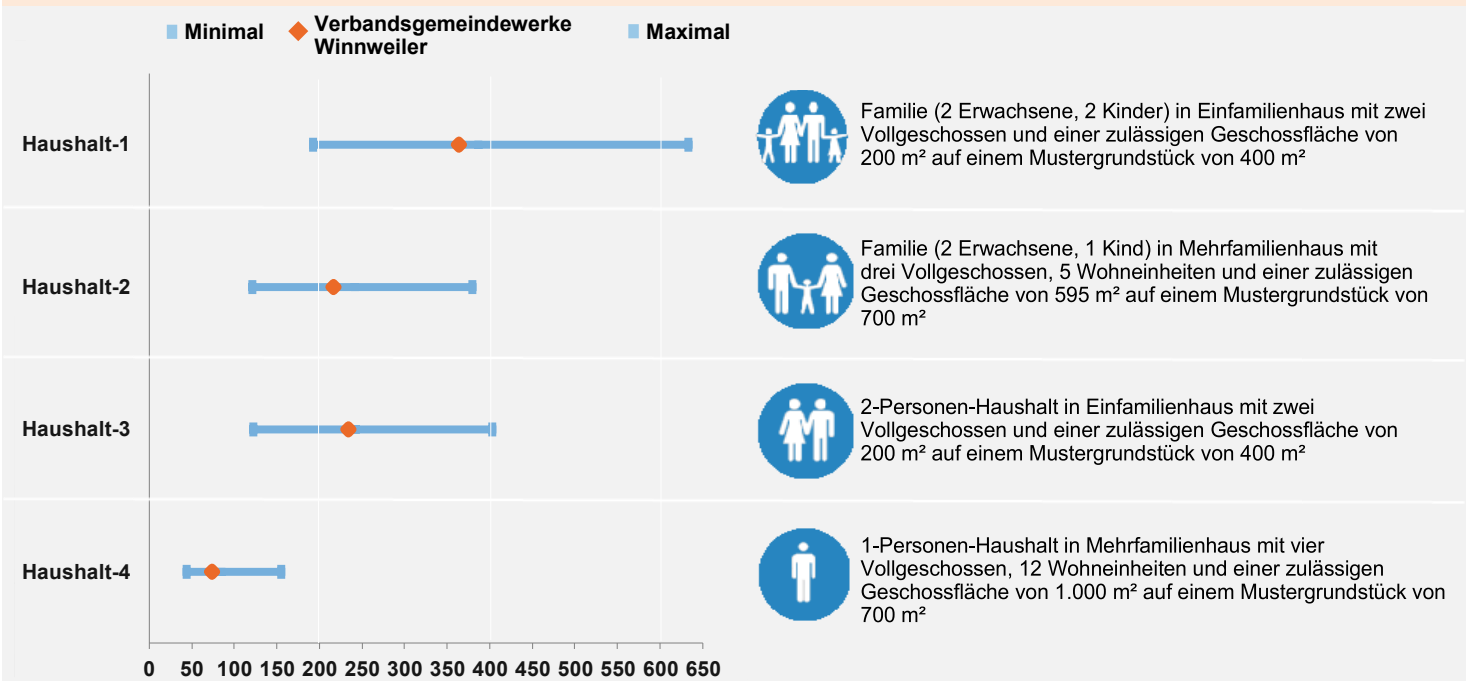 Minimal
Verbandsgemeindewerke
Winnweiler
Maximal
Haushalt-1
Familie (2 Erwachsene, 2 Kinder) in Einfamilienhaus mit zwei
Vollgeschossen und einer zulässigen Geschossfläche von
200 m² auf einem Mustergrundstück von 400 m²
Haushalt-2
Familie (2 Erwachsene, 1 Kind) in Mehrfamilienhaus mit
drei Vollgeschossen, 5 Wohneinheiten und einer zulässigen
Geschossfläche von 595 m² auf einem Mustergrundstück von
700 m²
Haushalt-3
2-Personen-Haushalt in Einfamilienhaus mit zwei
Vollgeschossen und einer zulässigen Geschossfläche von
200 m² auf einem Mustergrundstück von 400 m²
Haushalt-4
1-Personen-Haushalt in Mehrfamilienhaus mit vier
Vollgeschossen, 12 Wohneinheiten und einer zulässigen
Geschossfläche von 1.000 m² auf einem Mustergrundstück von
700 m²
0 50 100 150 200 250 300 350 400 450 500 550 600 650